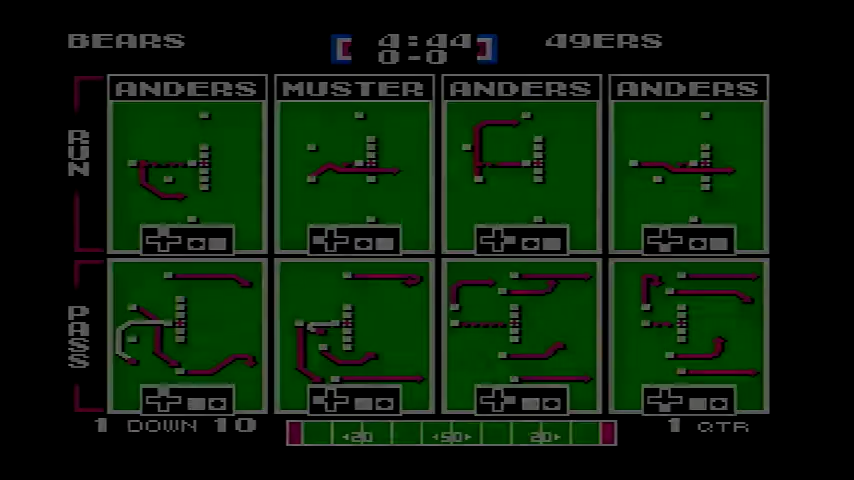 BEARS 4:44 49ERS
0-0
ANDERS MUSTER ANDERS ANDERS
RUN
PASS
1 DOWN 10 ◂20 ◂50▸ 20▸ 1 QTR